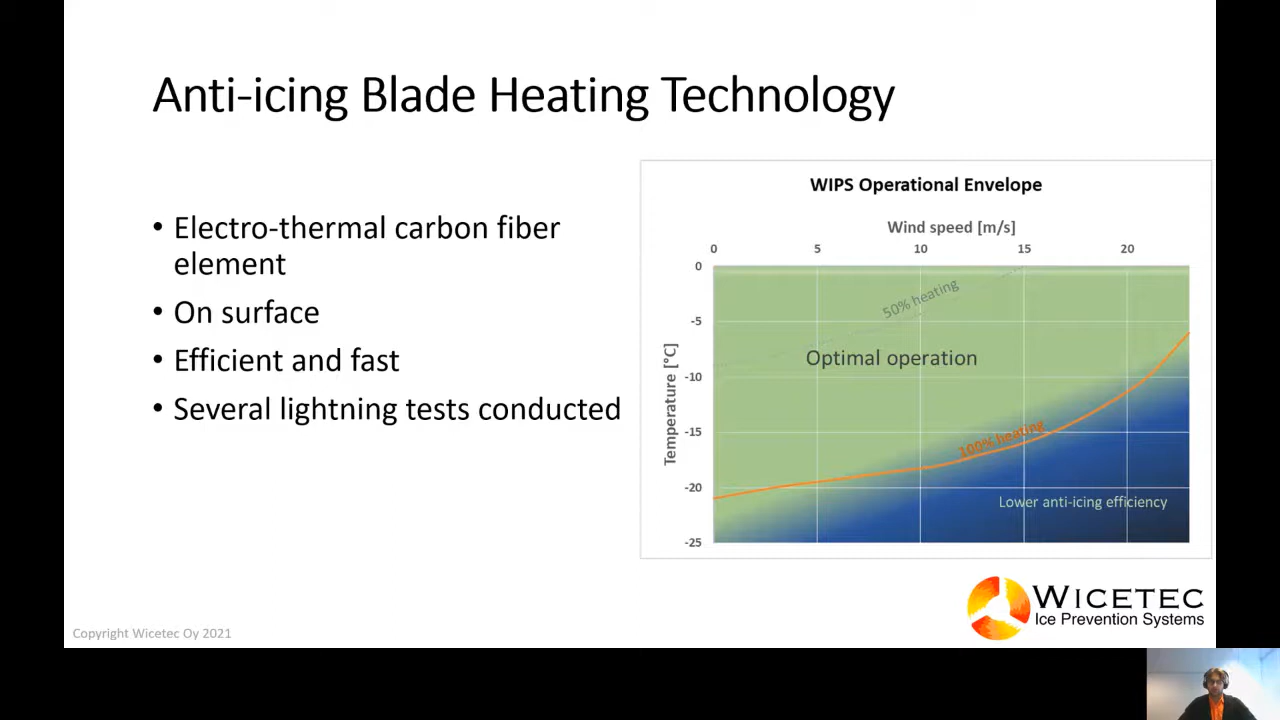 Anti-icing Blade Heating Technology
• Electro-thermal carbon fiber
element
• On surface
• Efficient and fast
• Several lightning tests conducted
WIPS Operational Envelope
Wind speed [m/s]
0 5 10 15 20
Temperature [°C]
0
-5
-10
-15
-20
-25
50% heating
Optimal operation
100% heating
Lower anti-icing efficiency
WICETEC
Ice Prevention Systems
Copyright Wicetec Oy 2021